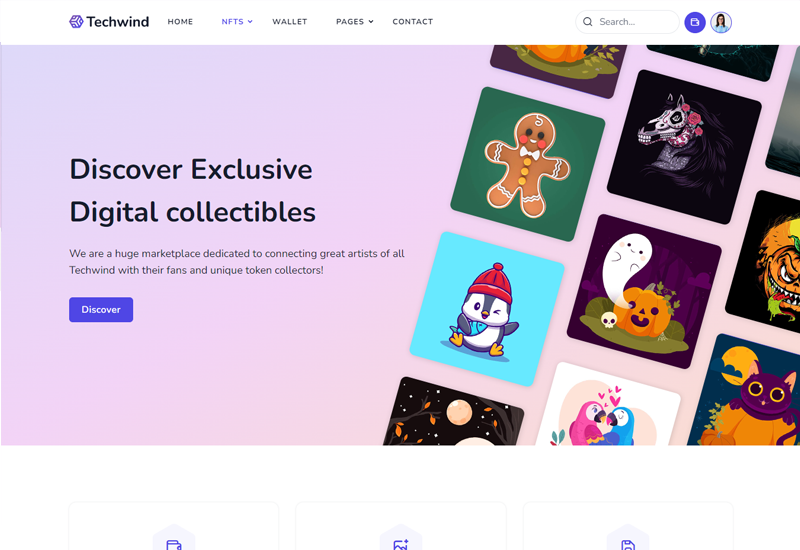 Techwind
HOME
NFTS
WALLET
PAGES
CONTACT
Search...
Discover Exclusive
Digital collectibles
We are a huge marketplace dedicated to connecting great artists of all
Techwind with their fans and unique token collectors!
Discover